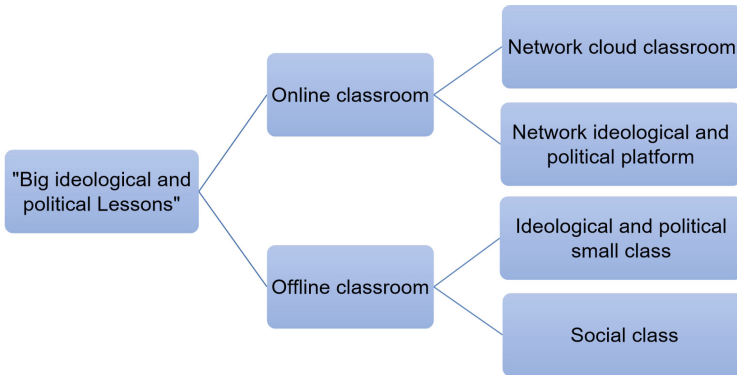 "Big ideological and
political Lessons"
Online classroom
Offline classroom
Network cloud classroom
Network ideological and
political platform
Ideological and political
small class
Social class